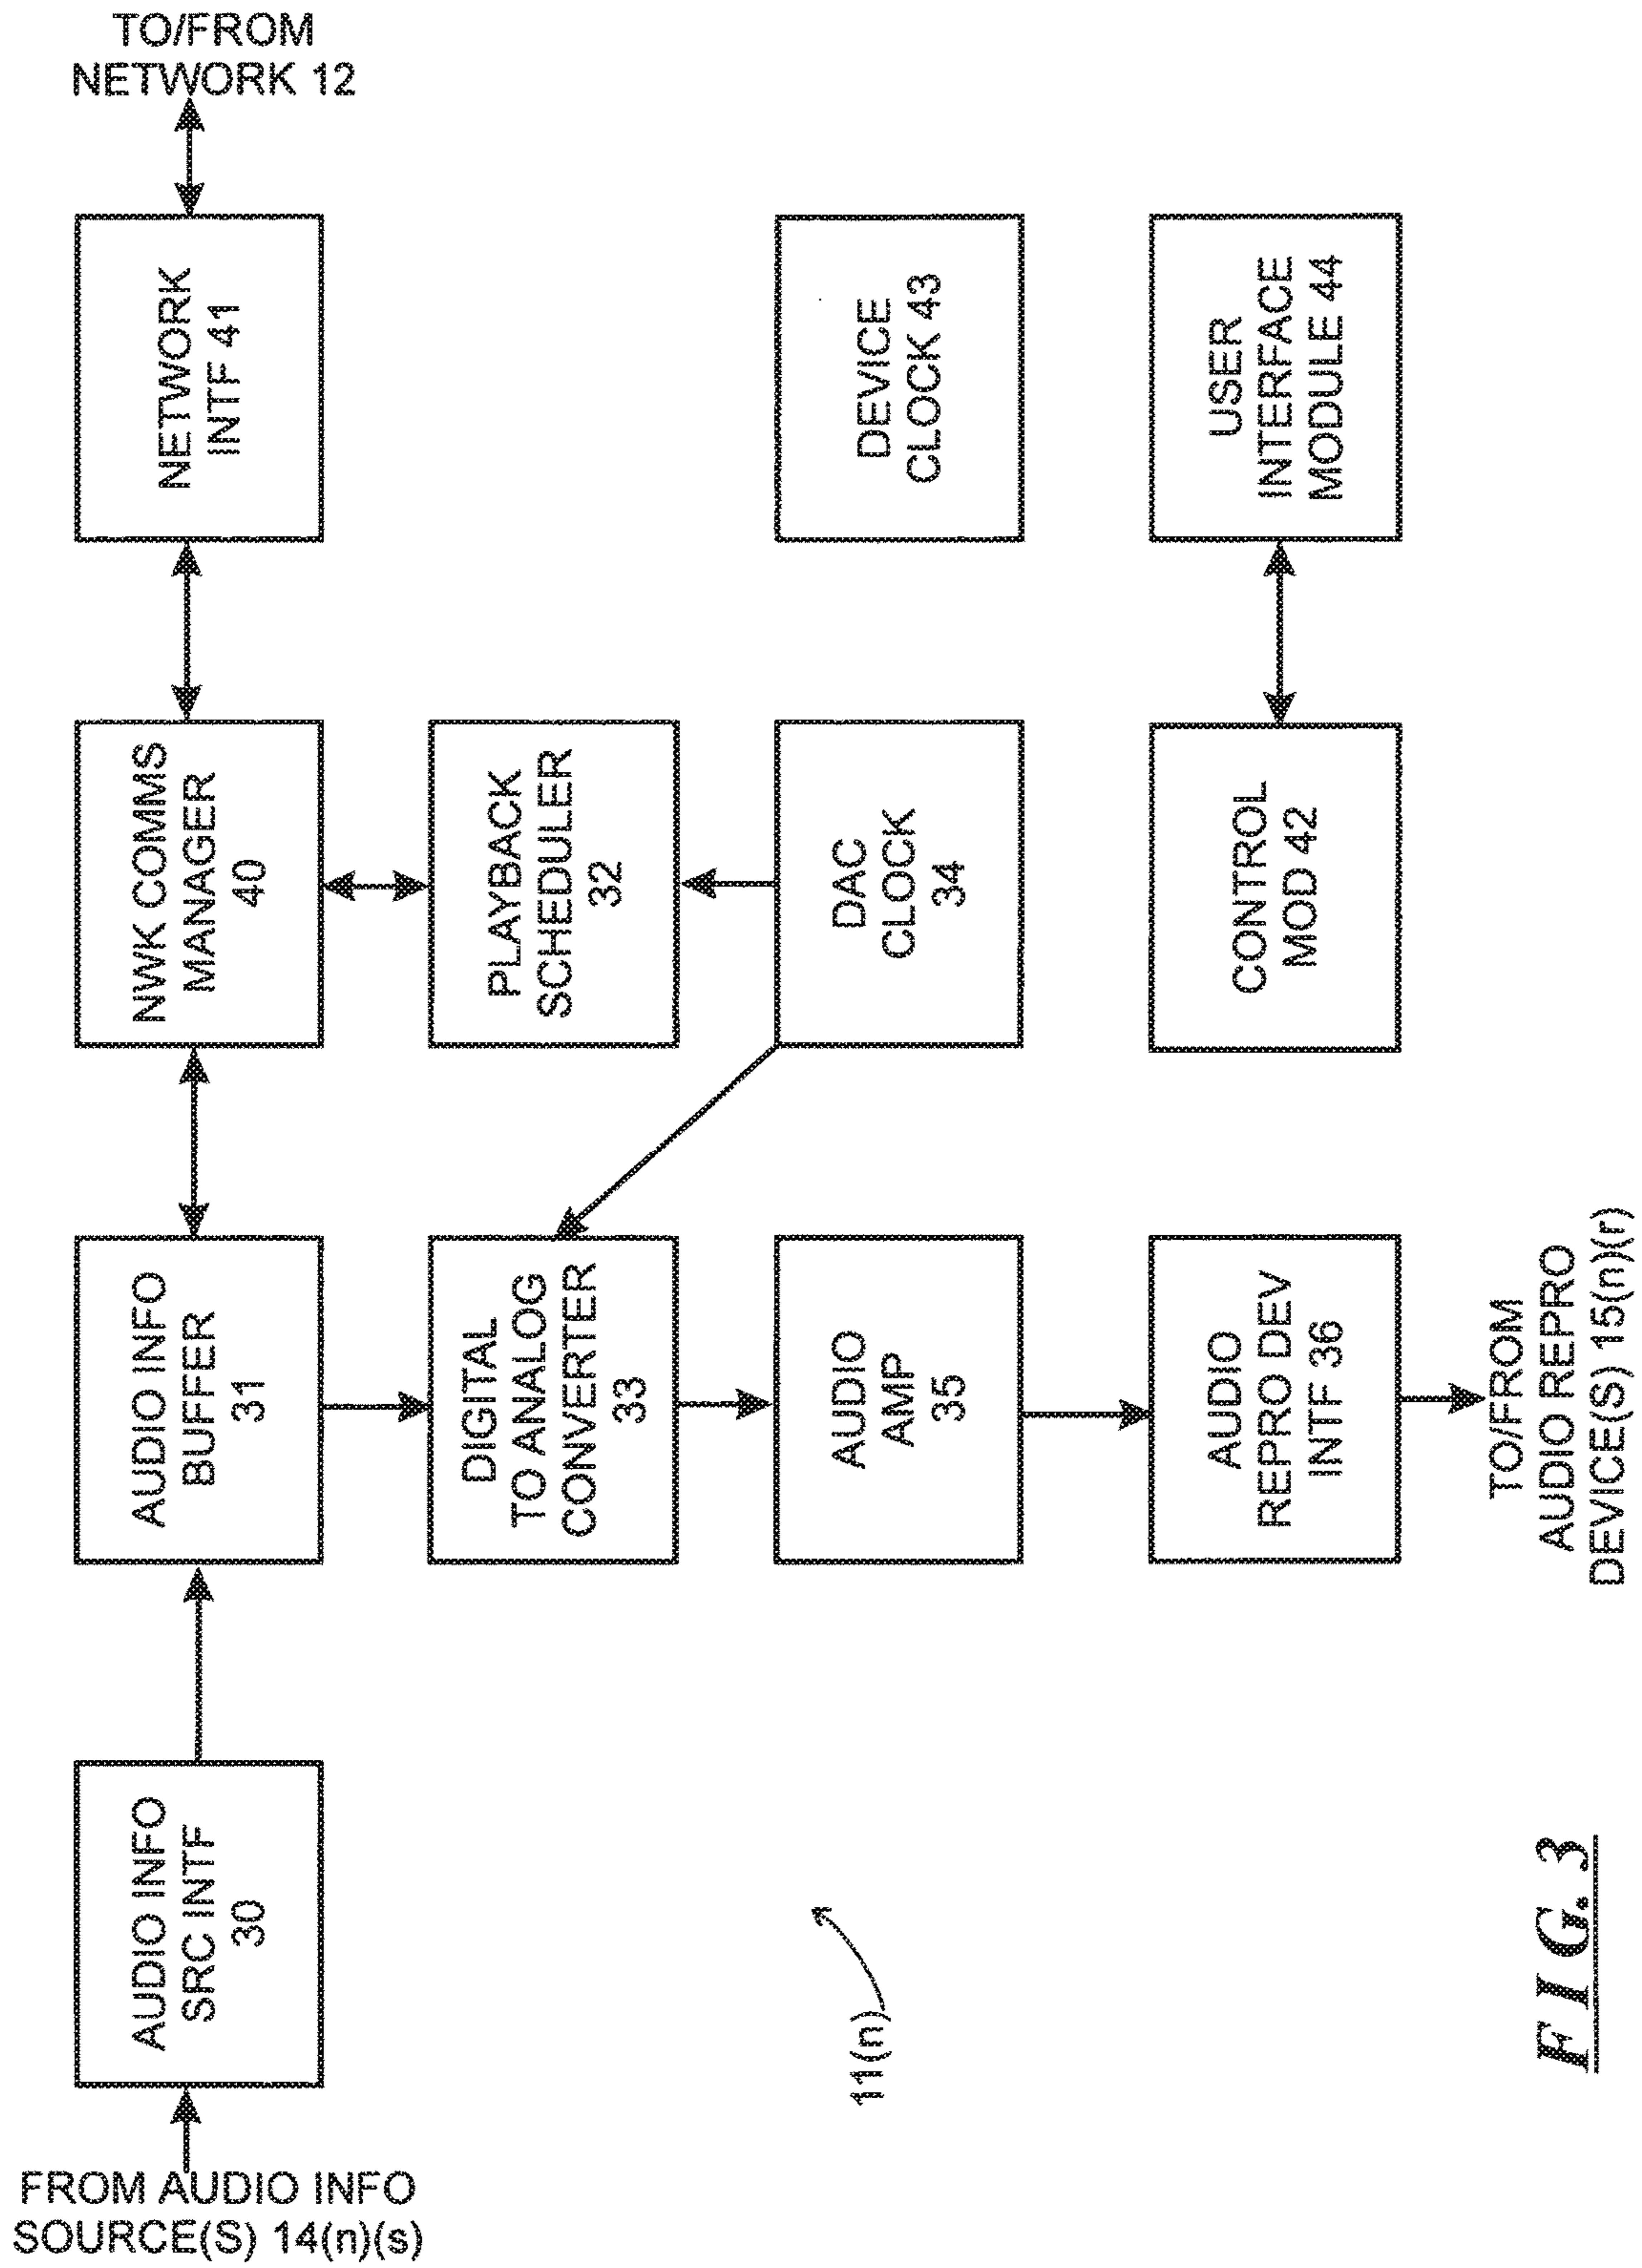 TO/FROM
NETWORK 12
NETWORK
INTF 41
DEVICE
CLOCK 43
USER
INTERFACE
MODULE 44
NWK COMMS
MANAGER
40
PLAYBACK
SCHEDULER
32
DAC
CLOCK
34
CONTROL
MOD 42
AUDIO INFO
BUFFER
31
DIGITAL
TO ANALOG
CONVERTER
33
AUDIO
AMP
35
AUDIO
REPRO DEV
INTF 36
TO/FROM
AUDIO REPRO
DEVICE(S) 15(n)(r)
AUDIO INFO
SRC INTF
30
11(n)
FROM AUDIO INFO
SOURCE(S) 14(n)(s)
FIG. 3